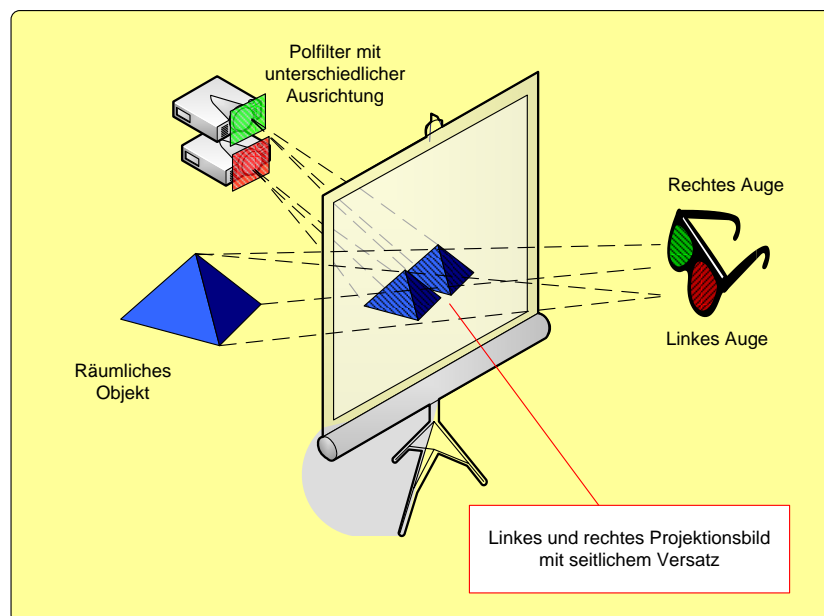 Polfilter mit
unterschiedlicher
Ausrichtung
Rechtes Auge
Linkes Auge
Räumliches
Objekt
Linkes und rechtes Projektionsbild
mit seitlichem Versatz